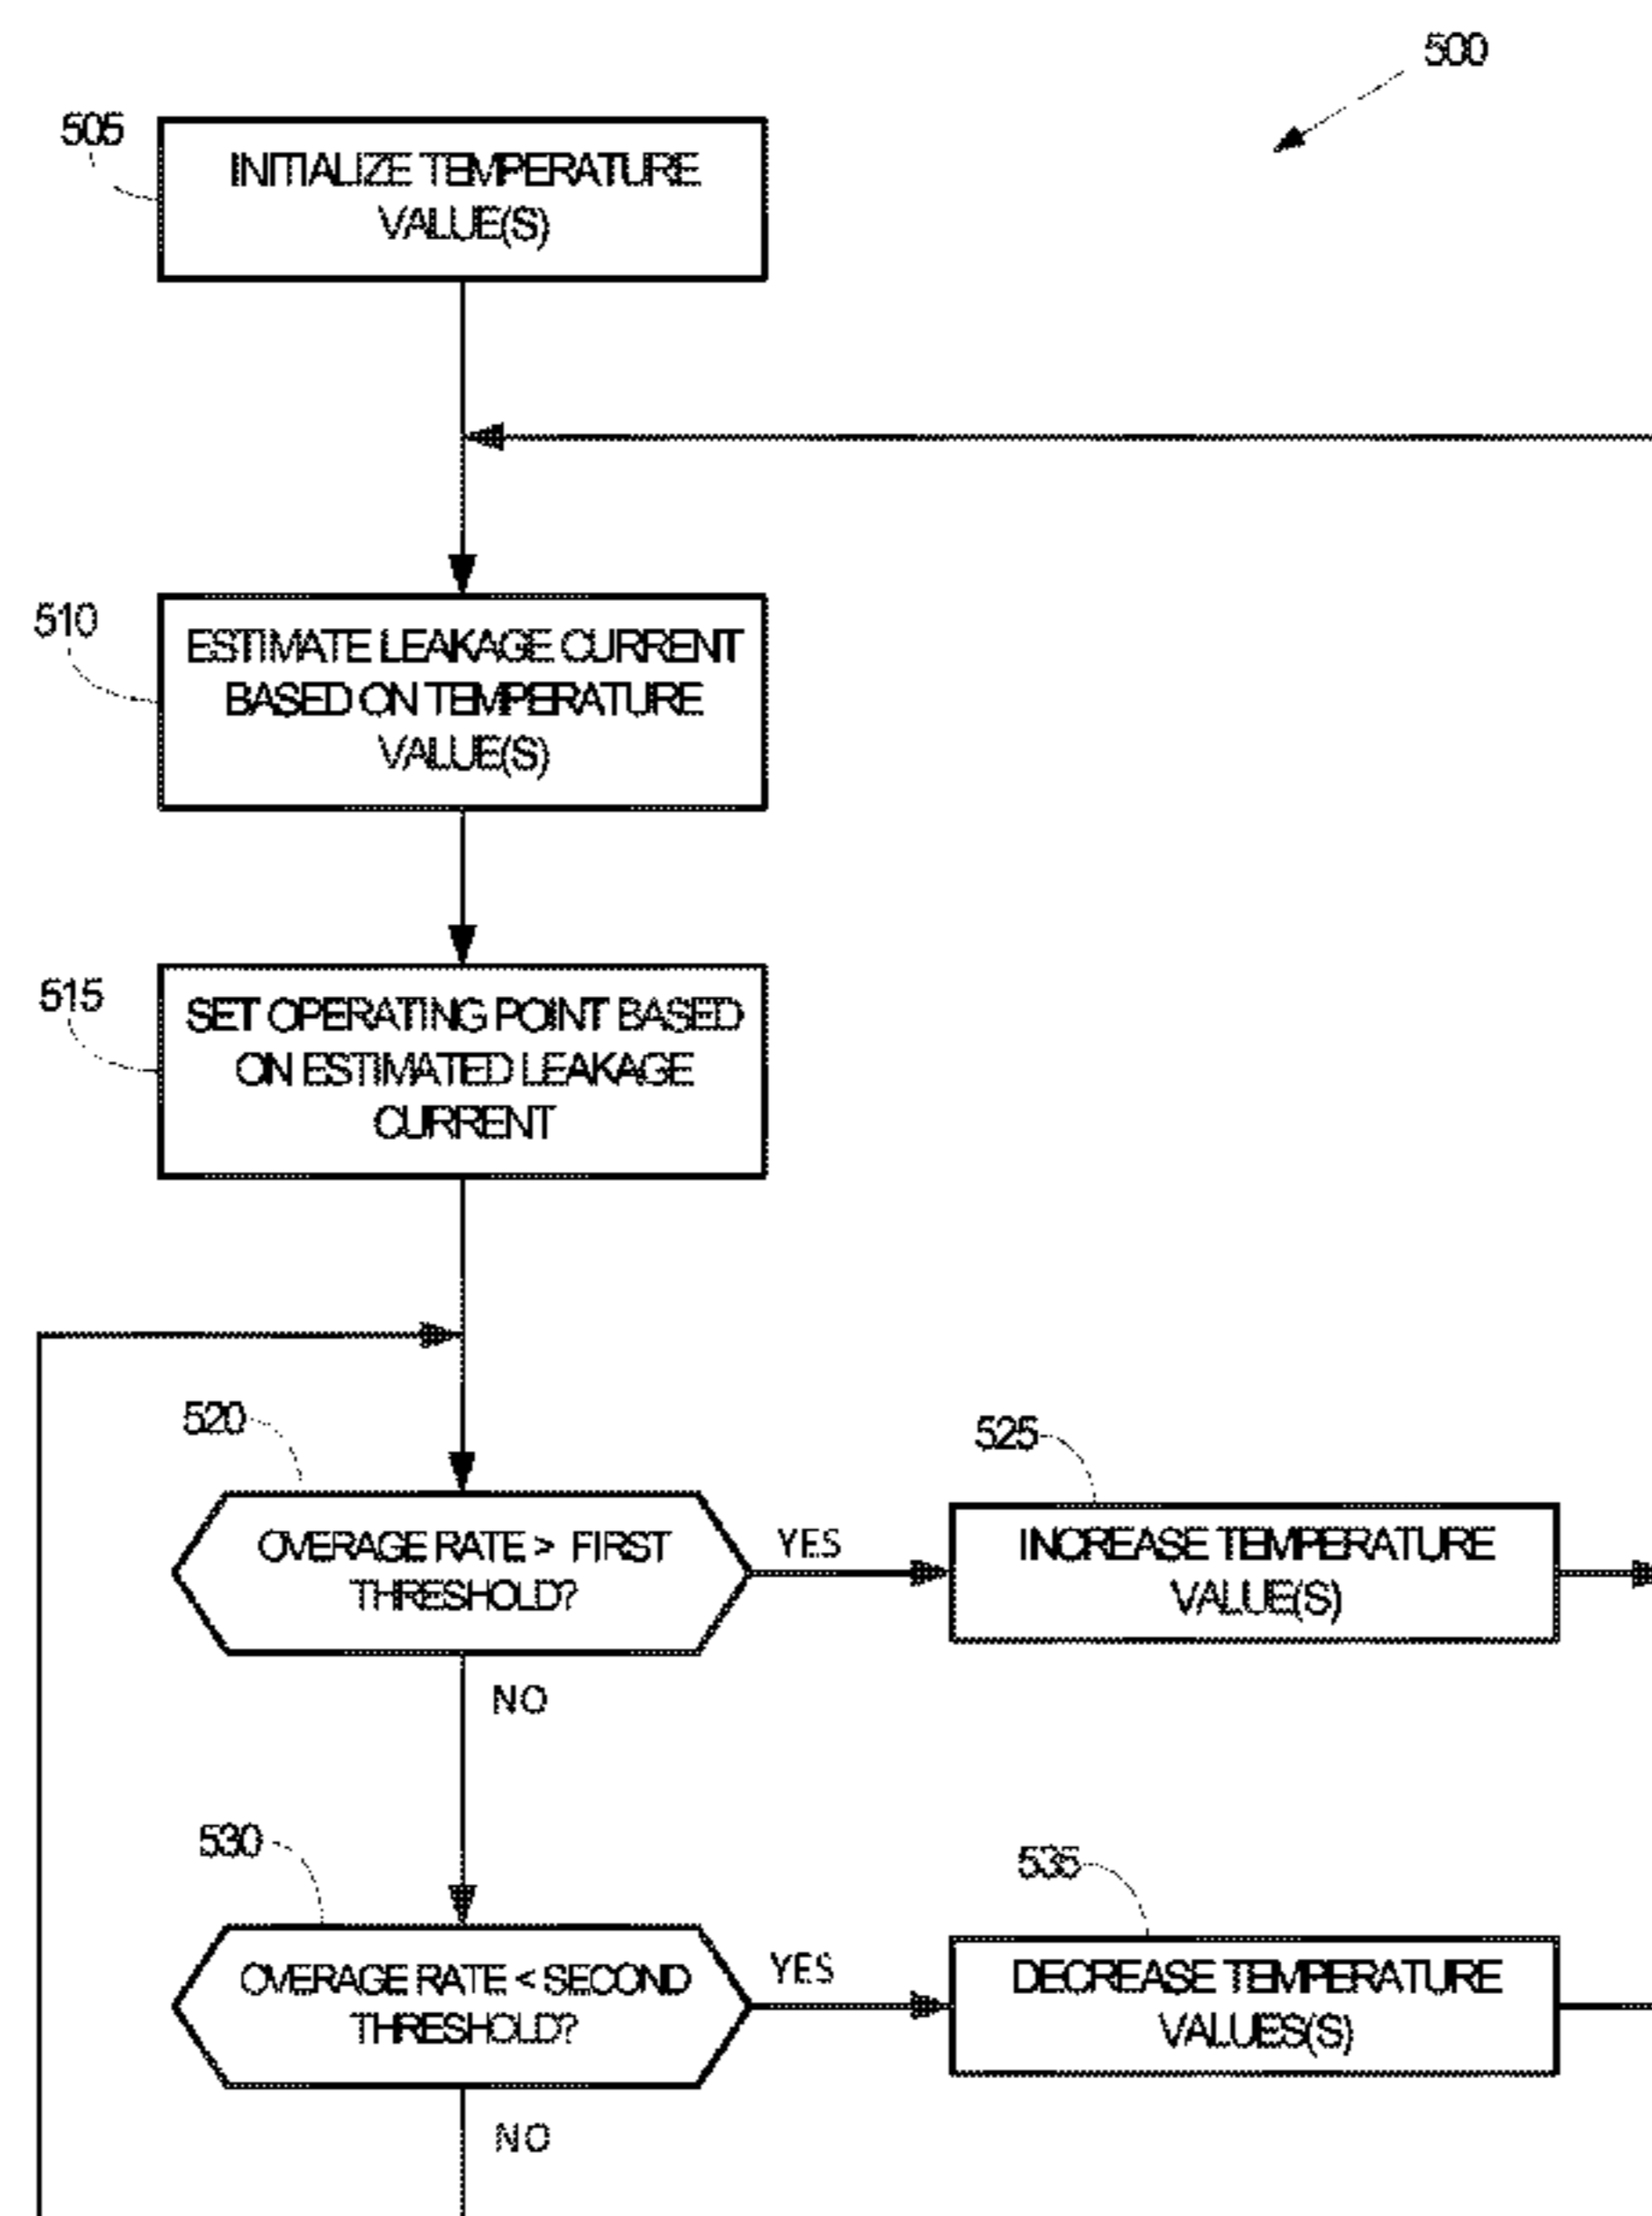 500
505
INITIALIZE TEMPERATURE
VALUE(S)
510
ESTIMATE LEAKAGE CURRENT
BASED ON TEMPERATURE
VALUE(S)
515
SET OPERATING POINT BASED
ON ESTIMATED LEAKAGE
CURRENT
520
OVERAGE RATE > FIRST
THRESHOLD?
YES
525
INCREASE TEMPERATURE
VALUE(S)
NO
530
OVERAGE RATE < SECOND
THRESHOLD?
YES
535
DECREASE TEMPERATURE
VALUES(S)
NO